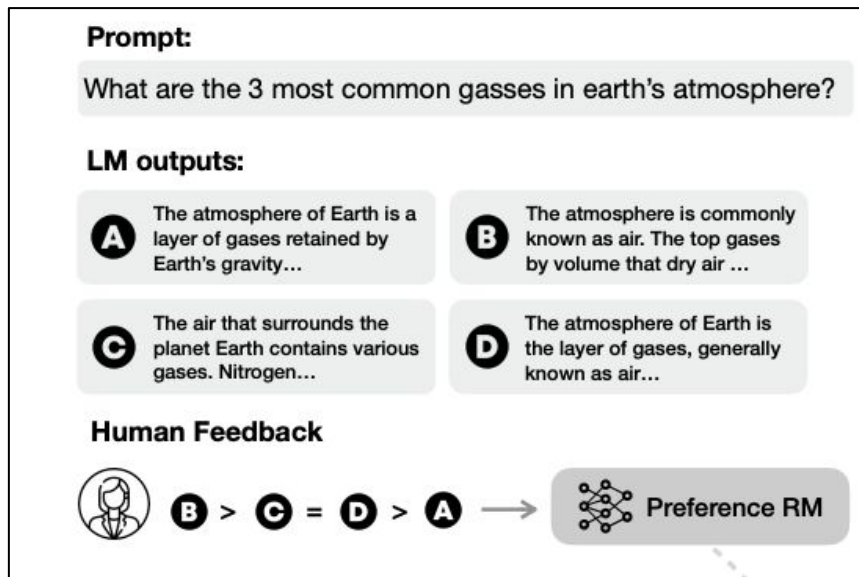 Prompt:
What are the 3 most common gasses in earth's atmosphere?
LM outputs:
A
The atmosphere of Earth is a
layer of gases retained by
Earth's gravity...
B
The atmosphere is commonly
known as air. The top gases
by volume that dry air ...
C
The air that surrounds the
planet Earth contains various
gases. Nitrogen...
D
The atmosphere of Earth is
the layer of gases, generally
known as air...
Human Feedback
B > C = D > A
Preference RM